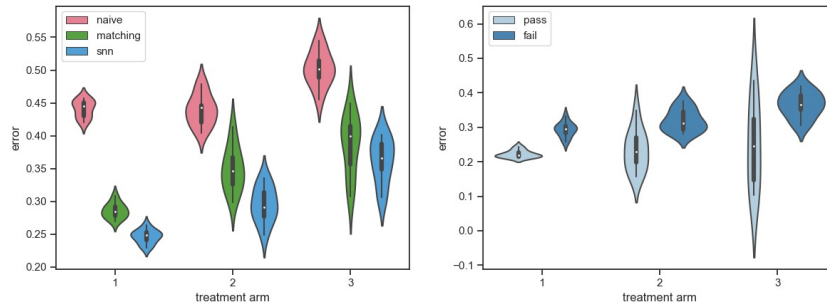 naive
matching
snn
0.55
0.50
0.45
0.40
0.35
0.30
0.25
0.20
error
1 2 3
treatment arm
pass
fail
0.6
0.5
0.4
0.3
0.2
0.1
0.0
−0.1
error
1 2 3
treatment arm